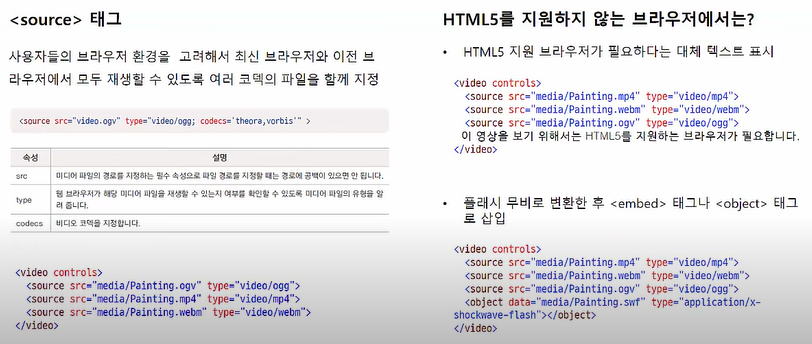 <source> 태그
사용자들의 브라우저 환경을 고려해서 최신 브라우저와 이전 브
라우저에서 모두 재생할 수 있도록 여러 코덱의 파일을 함께 지정
<source src="video.ogv" type="video/ogg; codecs='theora,vorbis'" >
속성 설명
src 미디어 파일의 경로를 지정하는 필수 속성으로 파일 경로를 지정할 때는 경로에 공백이 있으면 안 됩니다.
type 웹 브라우저가 해당 미디어 파일을 재생할 수 있는지 여부를 확인할 수 있도록 미디어 파일의 유형을 알
려 줍니다.
codecs 비디오 코덱을 지정합니다.
<video controls>
<source src="media/Painting.ogv" type="video/ogg">
<source src="media/Painting.mp4" type="video/mp4">
<source src="media/Painting.webm" type="video/webm">
</video>
HTML5를 지원하지 않는 브라우저에서는?
• HTML5 지원 브라우저가 필요하다는 대체 텍스트 표시
<video controls>
<source src="media/Painting.mp4" type="video/mp4">
<source src="media/Painting.webm" type="video/webm">
<source src="media/Painting.ogv" type="video/ogg">
이 영상을 보기 위해서는 HTML5를 지원하는 브라우저가 필요합니다.
</video>
• 플래시 무비로 변환한 후 <embed> 태그나 <object> 태그
로 삽입
<video controls>
<source src="media/Painting.mp4" type="video/mp4">
<source src="media/Painting.webm" type="video/webm">
<source src="media/Painting.ogv" type="video/ogg">
<object data="media/Painting.swf" type="application/x-
shockwave-flash"></object>
</video>